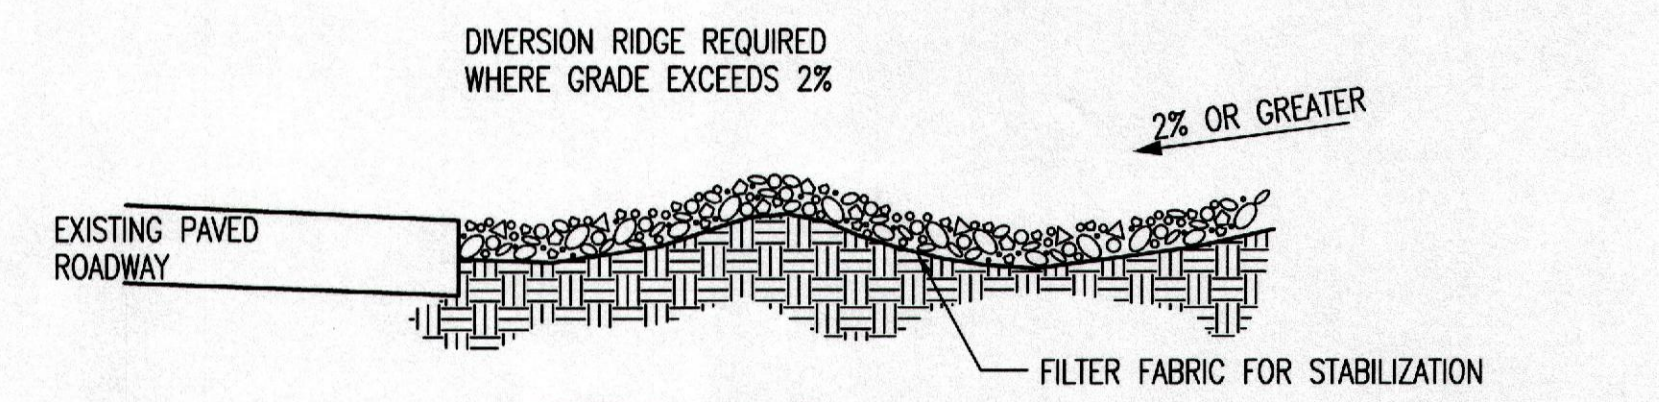 DIVERSION RIDGE REQUIRED
WHERE GRADE EXCEEDS 2%
2% OR GREATER
EXISTING PAVED
ROADWAY
FILTER FABRIC FOR STABILIZATION